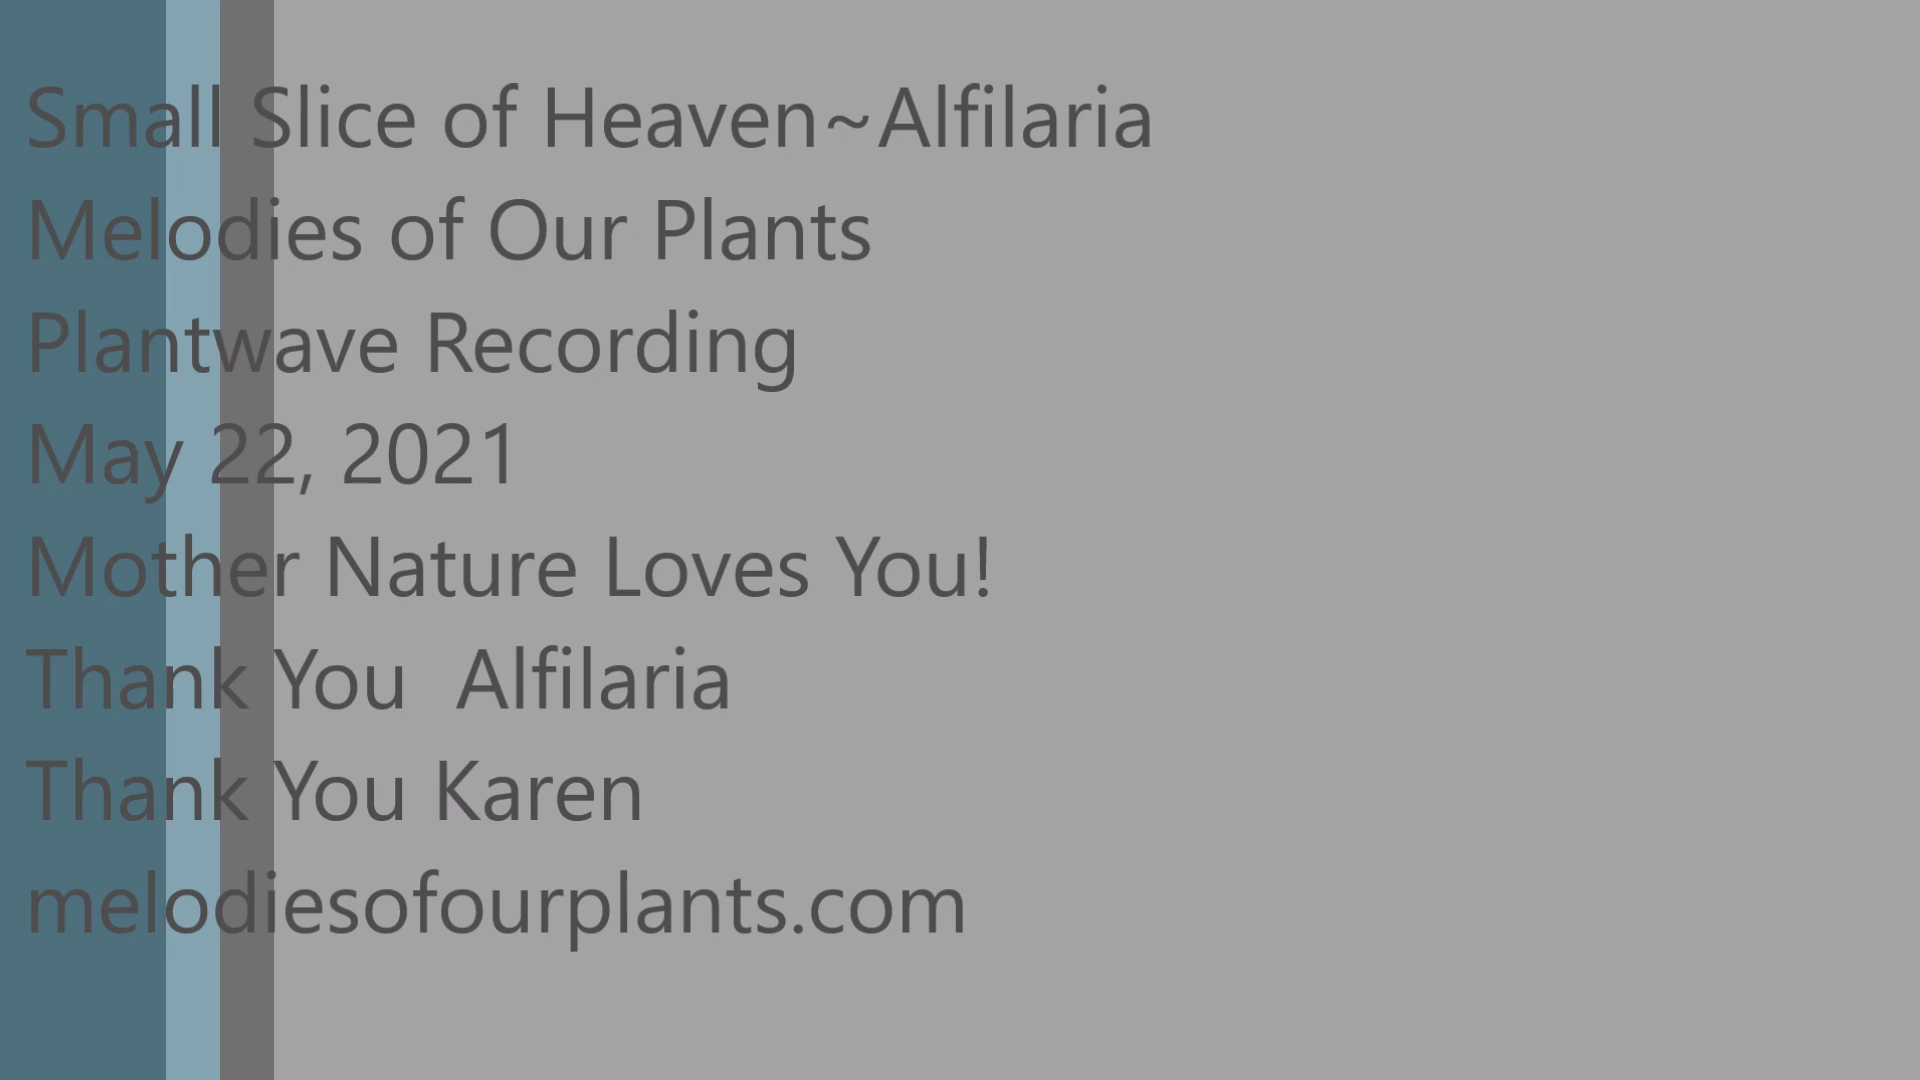 Small Slice of Heaven~Alfilaria
Melodies of Our Plants
Plantwave Recording
May 22, 2021
Mother Nature Loves You!
Thank You  Alfilaria
Thank You Karen
melodiesofourplants.com